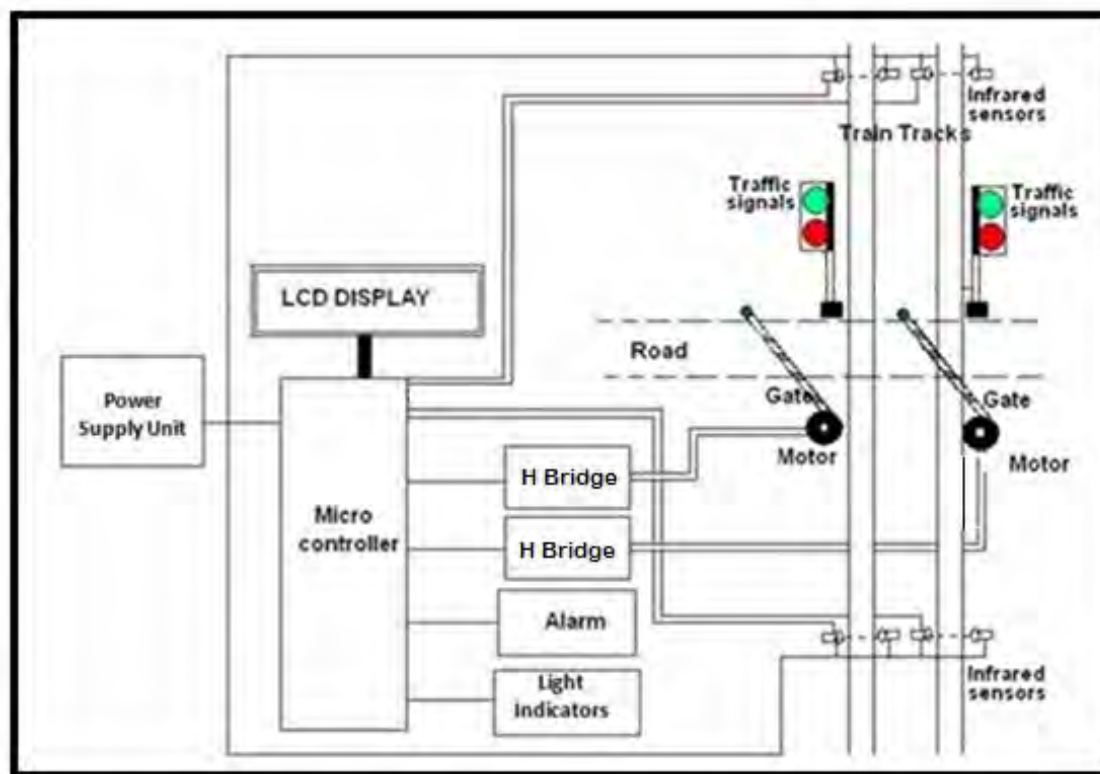 Infrared
sensors
Train Tracks
Traffic
signals
Traffic
signals
LCD DISPLAY
Road
Power
Supply Unit
Gate
Gate
Motor
Motor
H Bridge
Micro
controller
H Bridge
Alarm
Light
Indicators
Infrared
sensors